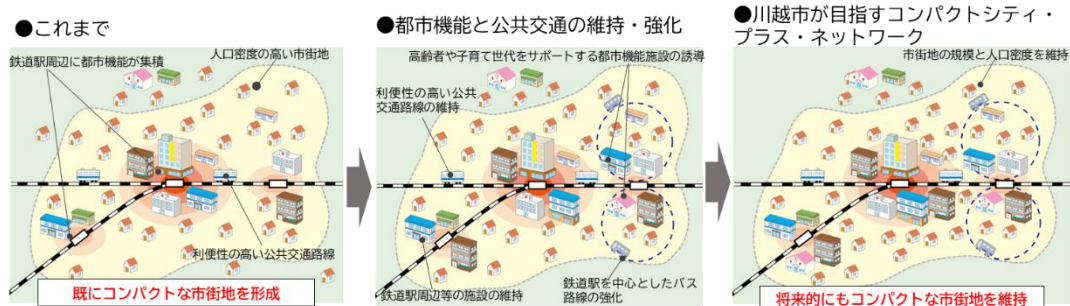 ●これまで
鉄道駅周辺に都市機能が集積
人口密度の高い市街地
利便性の高い公共交通路線
既にコンパクトな市街地を形成
●都市機能と公共交通の維持・強化
高齢者や子育て世代をサポートする都市機能施設の誘導
利便性の高い公共
交通路線の維持
鉄道駅周辺等の施設の維持
鉄道駅を中心としたバス
路線の強化
●川越市が目指すコンパクトシティ・
プラス・ネットワーク
市街地の規模と人口密度を維持
将来的にもコンパクトな市街地を維持